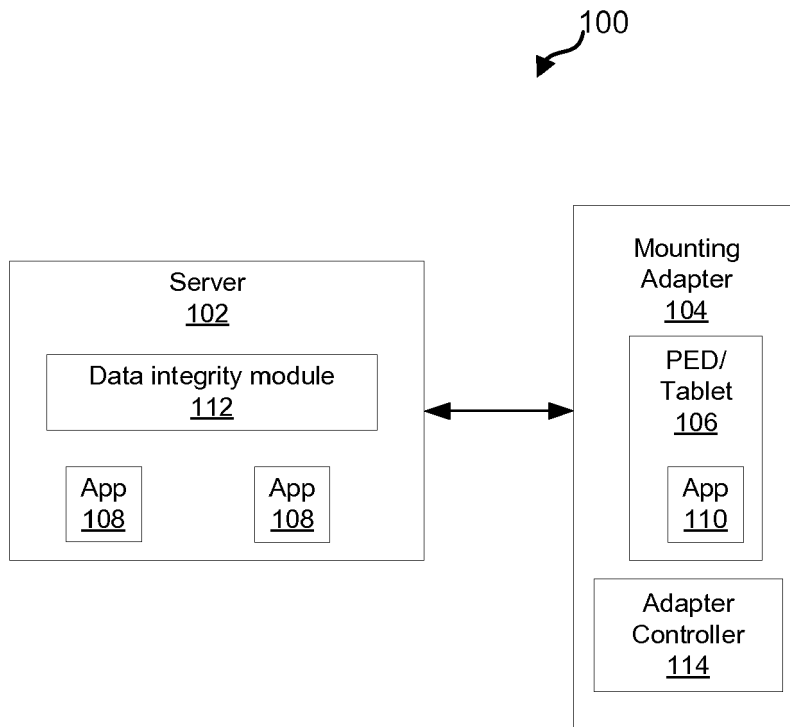 100
Server
102
Data integrity module
112
App
108
App
108
Mounting
Adapter
104
PED/
Tablet
106
App
110
Adapter
Controller
114